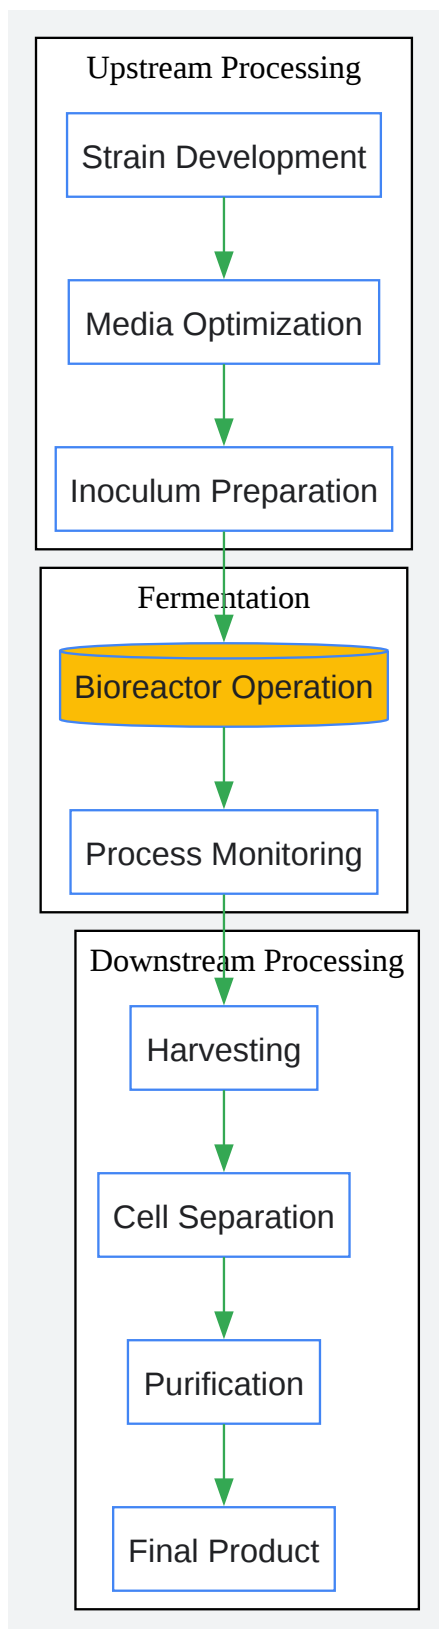 Upstream Processing
Strain Development
Media Optimization
Inoculum Preparation
Fermentation
Bioreactor Operation
Process Monitoring
Downstream Processing
Harvesting
Cell Separation
Purification
Final Product